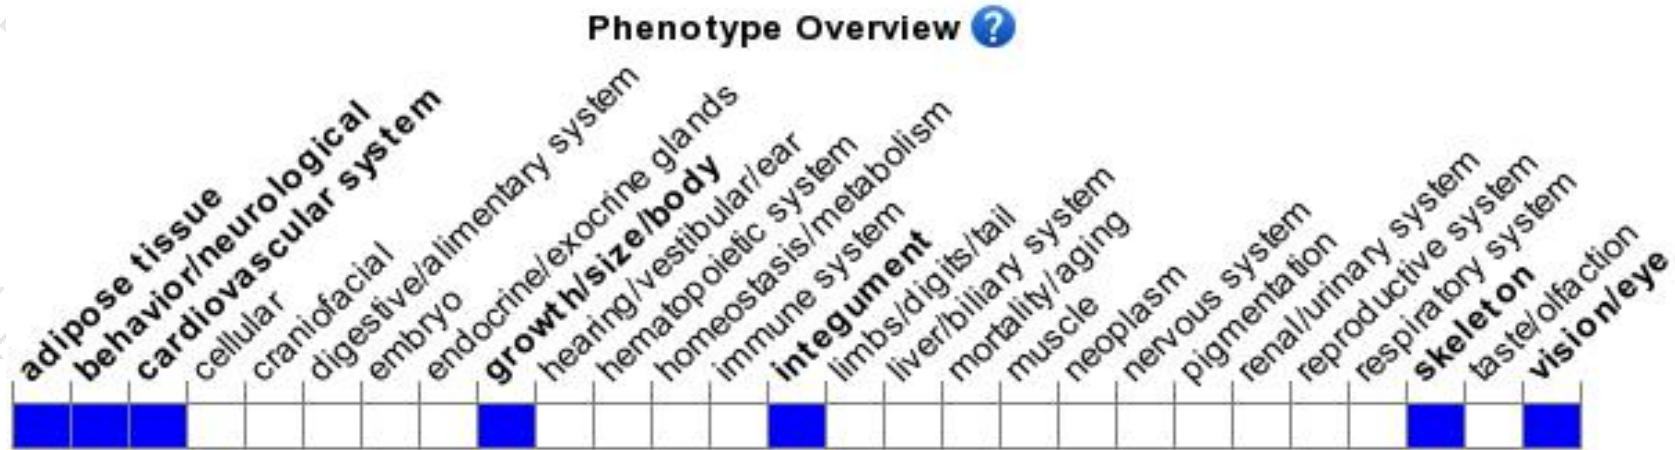 Phenotype Overview ?
adipose tissue
behavior/neurological
cardiovascular system
cellular
craniofacial
digestive/alimentary system
embryo
endocrine/exocrine glands
growth/size/body
hearing/vestibular/ear
hematopoietic system
homeostasis/metabolism
immune system
integument
limbs/digits/tail
liver/biliary system
mortality/aging
muscle
neoplasm
nervous system
pigmentation
renal/urinary system
reproductive system
respiratory system
skeleton
taste/olfaction
vision/eye